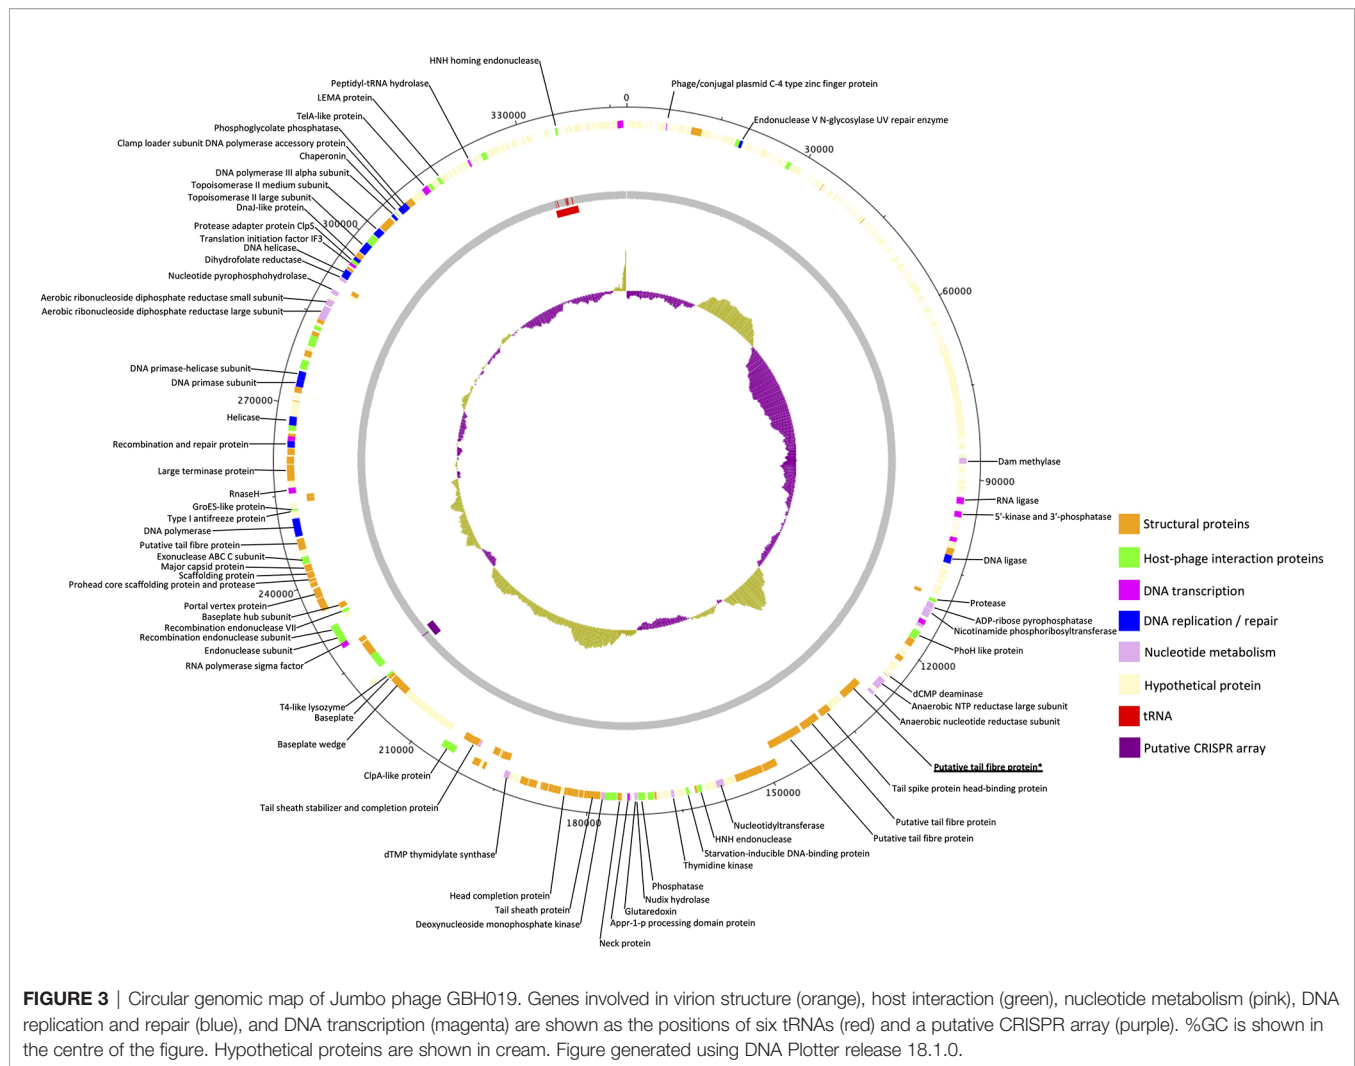 HNH homing endonuclease
Peptidyl-tRNA hydrolase
LEMA protein
TelA-like protein
Phosphoglycolate phosphatase
Clamp loader subunit DNA polymerase accessory protein
Chaperonin
DNA polymerase III alpha subunit
Topoisomerase II medium subunit
Topoisomerase II large subunit
DnaJ-like protein
Protease adapter protein ClpS
Translation initiation factor IF3
DNA helicase
Dihydrofolate reductase
Nucleotide pyrophosphohydrolase
Aerobic ribonucleoside diphosphate reductase small subunit
Aerobic ribonucleoside diphosphate reductase large subunit
DNA primase-helicase subunit
DNA primase subunit
Helicase
Recombination and repair protein
Large terminase protein
RnaseH
GroES-like protein
Type I antifreeze protein
DNA polymerase
Putative tail fibre protein
Exonuclease ABC C subunit
Major capsid protein
Scaffolding protein
Prohead core scaffolding protein and protease
Portal vertex protein
Baseplate hub subunit
Recombination endonuclease VII
Recombination endonuclease subunit
Endonuclease subunit
RNA polymerase sigma factor
T4-like lysozyme
Baseplate
Baseplate wedge
ClpA-like protein
Tail sheath stabilizer and completion protein
dTMP thymidylate synthase
Head completion protein
Tail sheath protein
Deoxynucleoside monophosphate kinase
Neck protein
Appr-1-p processing domain protein
Glutaredoxin
Nudix hydrolase
Phosphatase
Thymidine kinase
Starvation-inducible DNA-binding protein
HNH endonuclease
Nucleotidyltransferase
Putative tail fibre protein
Putative tail fibre protein
Tail spike protein head-binding protein
Putative tail fibre protein*
Anaerobic nucleotide reductase subunit
Anaerobic NTP reductase large subunit
dCMP deaminase
PhoH like protein
Nicotinamide phosphoribosyltransferase
ADP-ribose pyrophosphatase
Protease
DNA ligase
5'-kinase and 3'-phosphatase
RNA ligase
Dam methylase
Endonuclease V N-glycosylase UV repair enzyme
Phage/conjugal plasmid C-4 type zinc finger protein
0
30000
60000
90000
120000
150000
180000
210000
240000
270000
300000
330000
Structural proteins
Host-phage interaction proteins
DNA transcription
DNA replication / repair
Nucleotide metabolism
Hypothetical protein
tRNA
Putative CRISPR array
FIGURE 3 | Circular genomic map of Jumbo phage GBH019. Genes involved in virion structure (orange), host interaction (green), nucleotide metabolism (pink), DNA
replication and repair (blue), and DNA transcription (magenta) are shown as the positions of six tRNAs (red) and a putative CRISPR array (purple). %GC is shown in
the centre of the figure. Hypothetical proteins are shown in cream. Figure generated using DNA Plotter release 18.1.0.